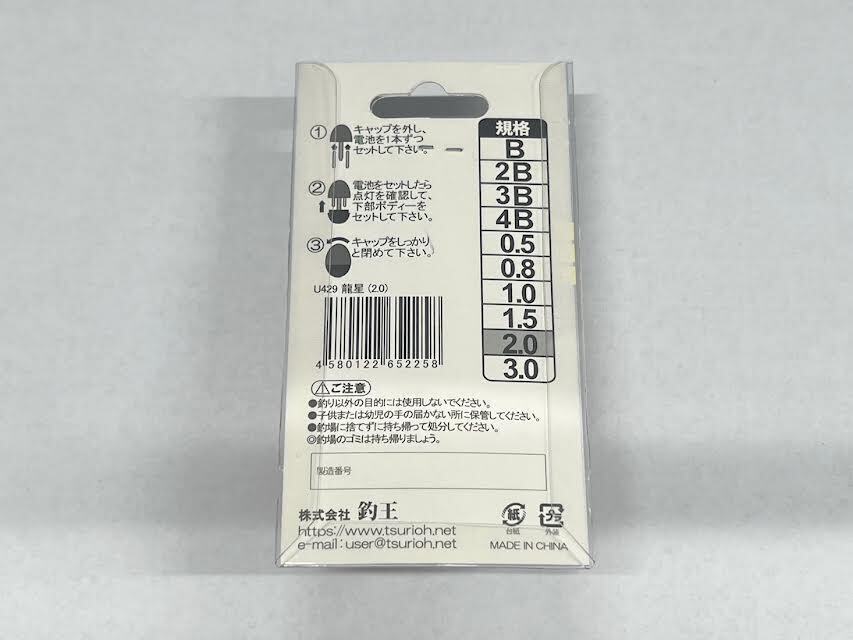 ① キャップを外し、
電池を1本ずつ
セットして下さい。
② 電池をセットしたら
点灯を確認して、
下部ボディーを
セットして下さい。
③ キャップをしっかり
と閉めて下さい。
U429 龍星 (2.0)
4 580122 652258
規格
B
2B
3B
4B
0.5
0.8
1.0
1.5
2.0
3.0
ご注意
●釣り以外の目的には使用しないでください。
●子供または幼児の手の届かない所に保管してください。
●釣場に捨てずに持ち帰って処分してください。
◎釣場のゴミは持ち帰りましょう。
製造番号
株式会社 釣王
https://www.tsurioh.net
e-mail : user@tsurioh.net
紙
台紙
プラ
外装
MADE IN CHINA